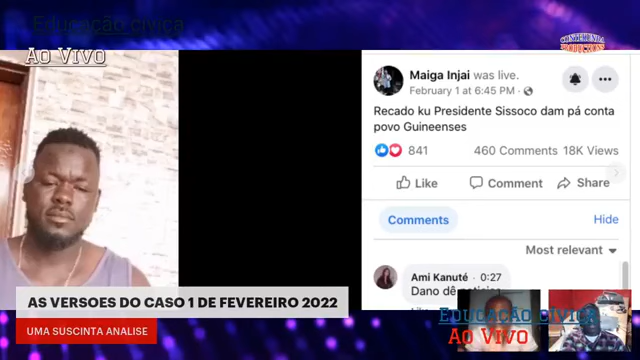 Educação cívica
Ao Vivo
CONTEHUNDA
PRODUCTIONS
Maiga Injai was live.
February 1 at 6:45 PM ·
Recado ku Presidente Sissoco dam pá conta
povo Guineenses
841
460 Comments 18K Views
Like
Comment
Share
Comments
Hide
Most relevant
Ami Kanuté · 0:27
AS VERSOES DO CASO 1 DE FEVEREIRO 2022
UMA SUSCINTA ANALISE
Educação cívica
Ao Vivo